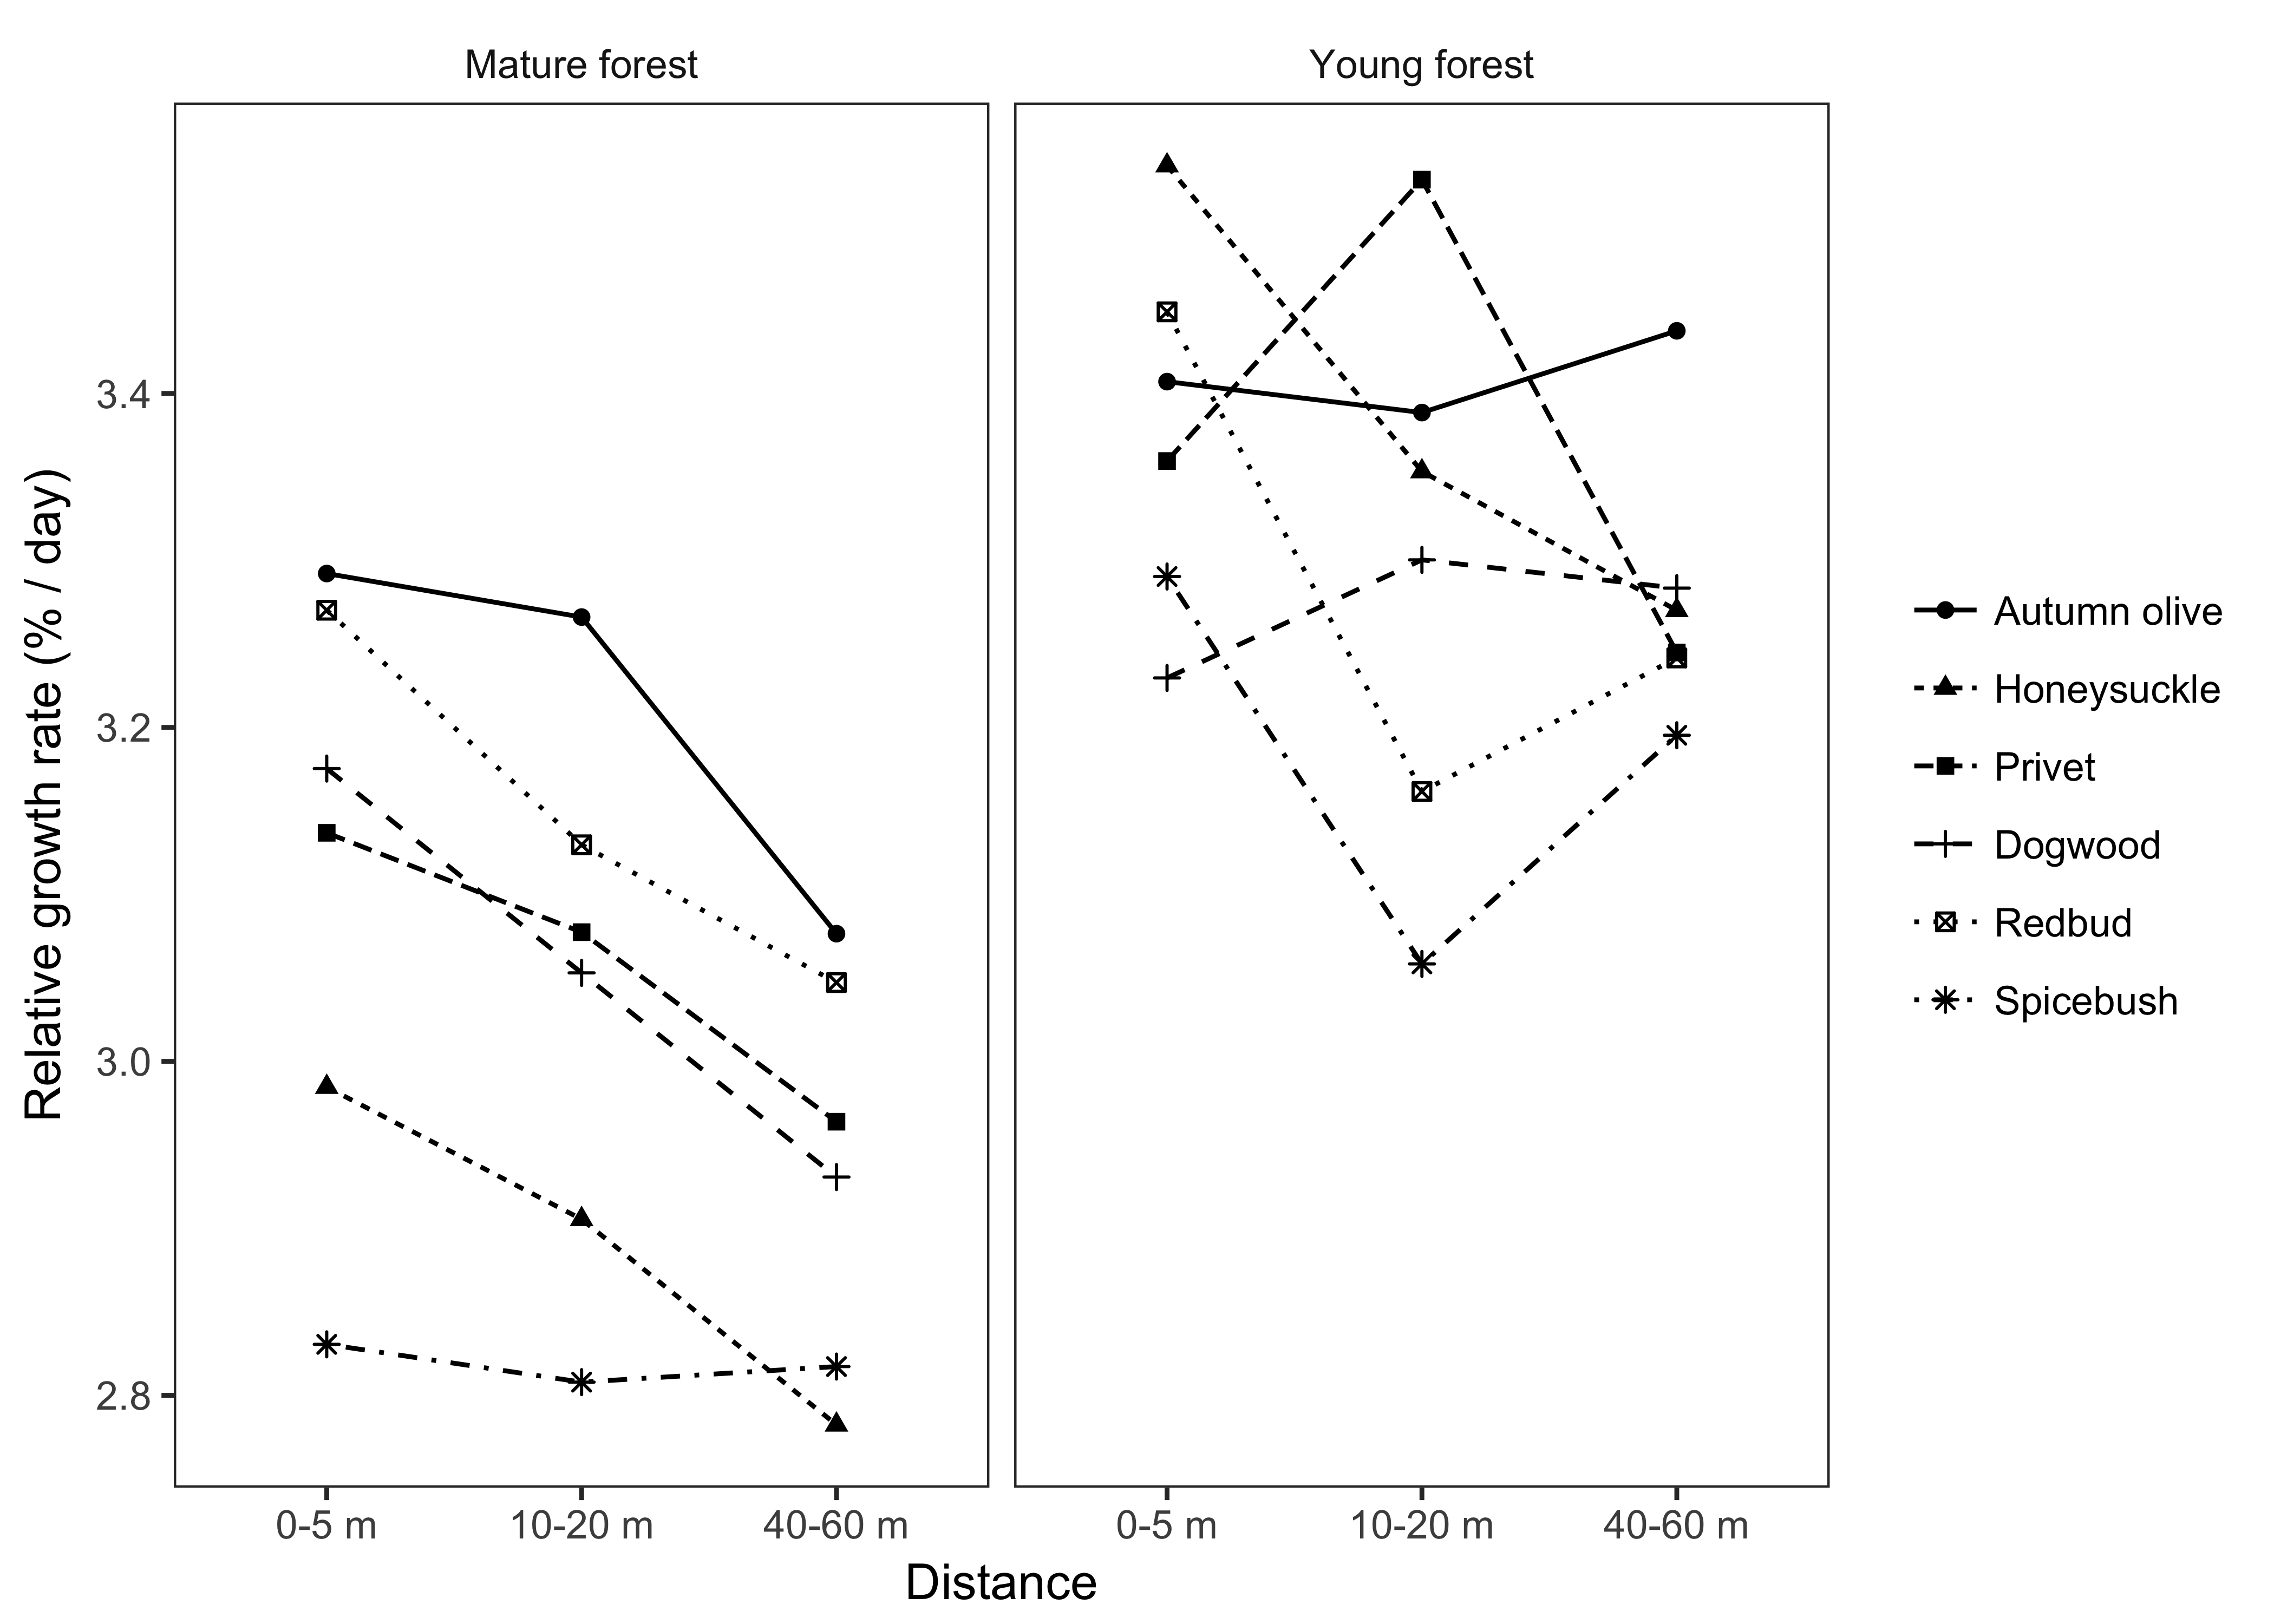 Mature forest
Young forest
Relative growth rate (% / day)
3.4
3.2
3.0
2.8
0-5 m
10-20 m
40-60 m
0-5 m
10-20 m
40-60 m
Distance
Autumn olive
Honeysuckle
Privet
Dogwood
Redbud
Spicebush